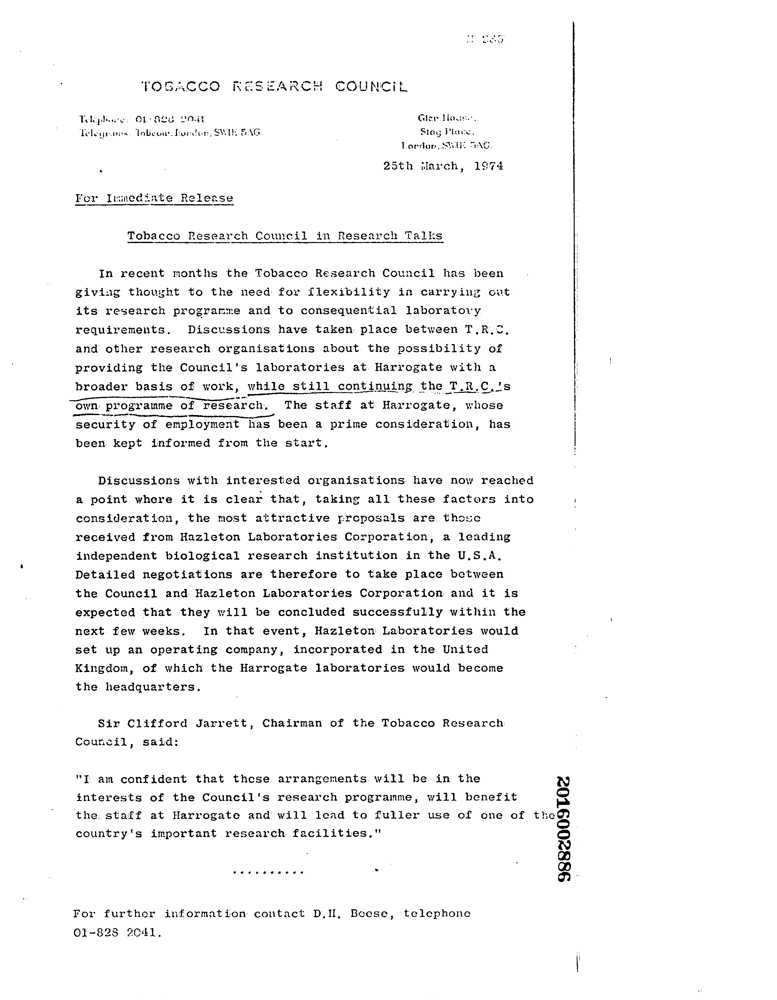 TOBACCO RESEARCH COUNCIL
Telephone: 01-828 2041
Telegrams: Tobicon, London, SW1E 5AG.
Glen House,
Stag Place,
London, SW1E 5AG.
25th March, 1974
For Immediate Release
Tobacco Research Council in Research Talks
In recent months the Tobacco Research Council has been
giving thought to the need for flexibility in carrying out
its research programme and to consequential laboratory
requirements. Discussions have taken place between T.R.C.
and other research organisations about the possibility of
providing the Council's laboratories at Harrogate with a
broader basis of work, while still continuing the T.R.C.'s
own programme of research. The staff at Harrogate, whose
security of employment has been a prime consideration, has
been kept informed from the start.
Discussions with interested organisations have now reached
a point where it is clear that, taking all these factors into
consideration, the most attractive proposals are those
received from Hazleton Laboratories Corporation, a leading
independent biological research institution in the U.S.A.
Detailed negotiations are therefore to take place between
the Council and Hazleton Laboratories Corporation and it is
expected that they will be concluded successfully within the
next few weeks. In that event, Hazleton Laboratories would
set up an operating company, incorporated in the United
Kingdom, of which the Harrogate laboratories would become
the headquarters.
Sir Clifford Jarrett, Chairman of the Tobacco Research
Council, said:
"I am confident that these arrangements will be in the
interests of the Council's research programme, will benefit
the staff at Harrogate and will lead to fuller use of one of the
country's important research facilities."
..........
For further information contact D.H. Beese, telephone
01-828 2041.
2016002886